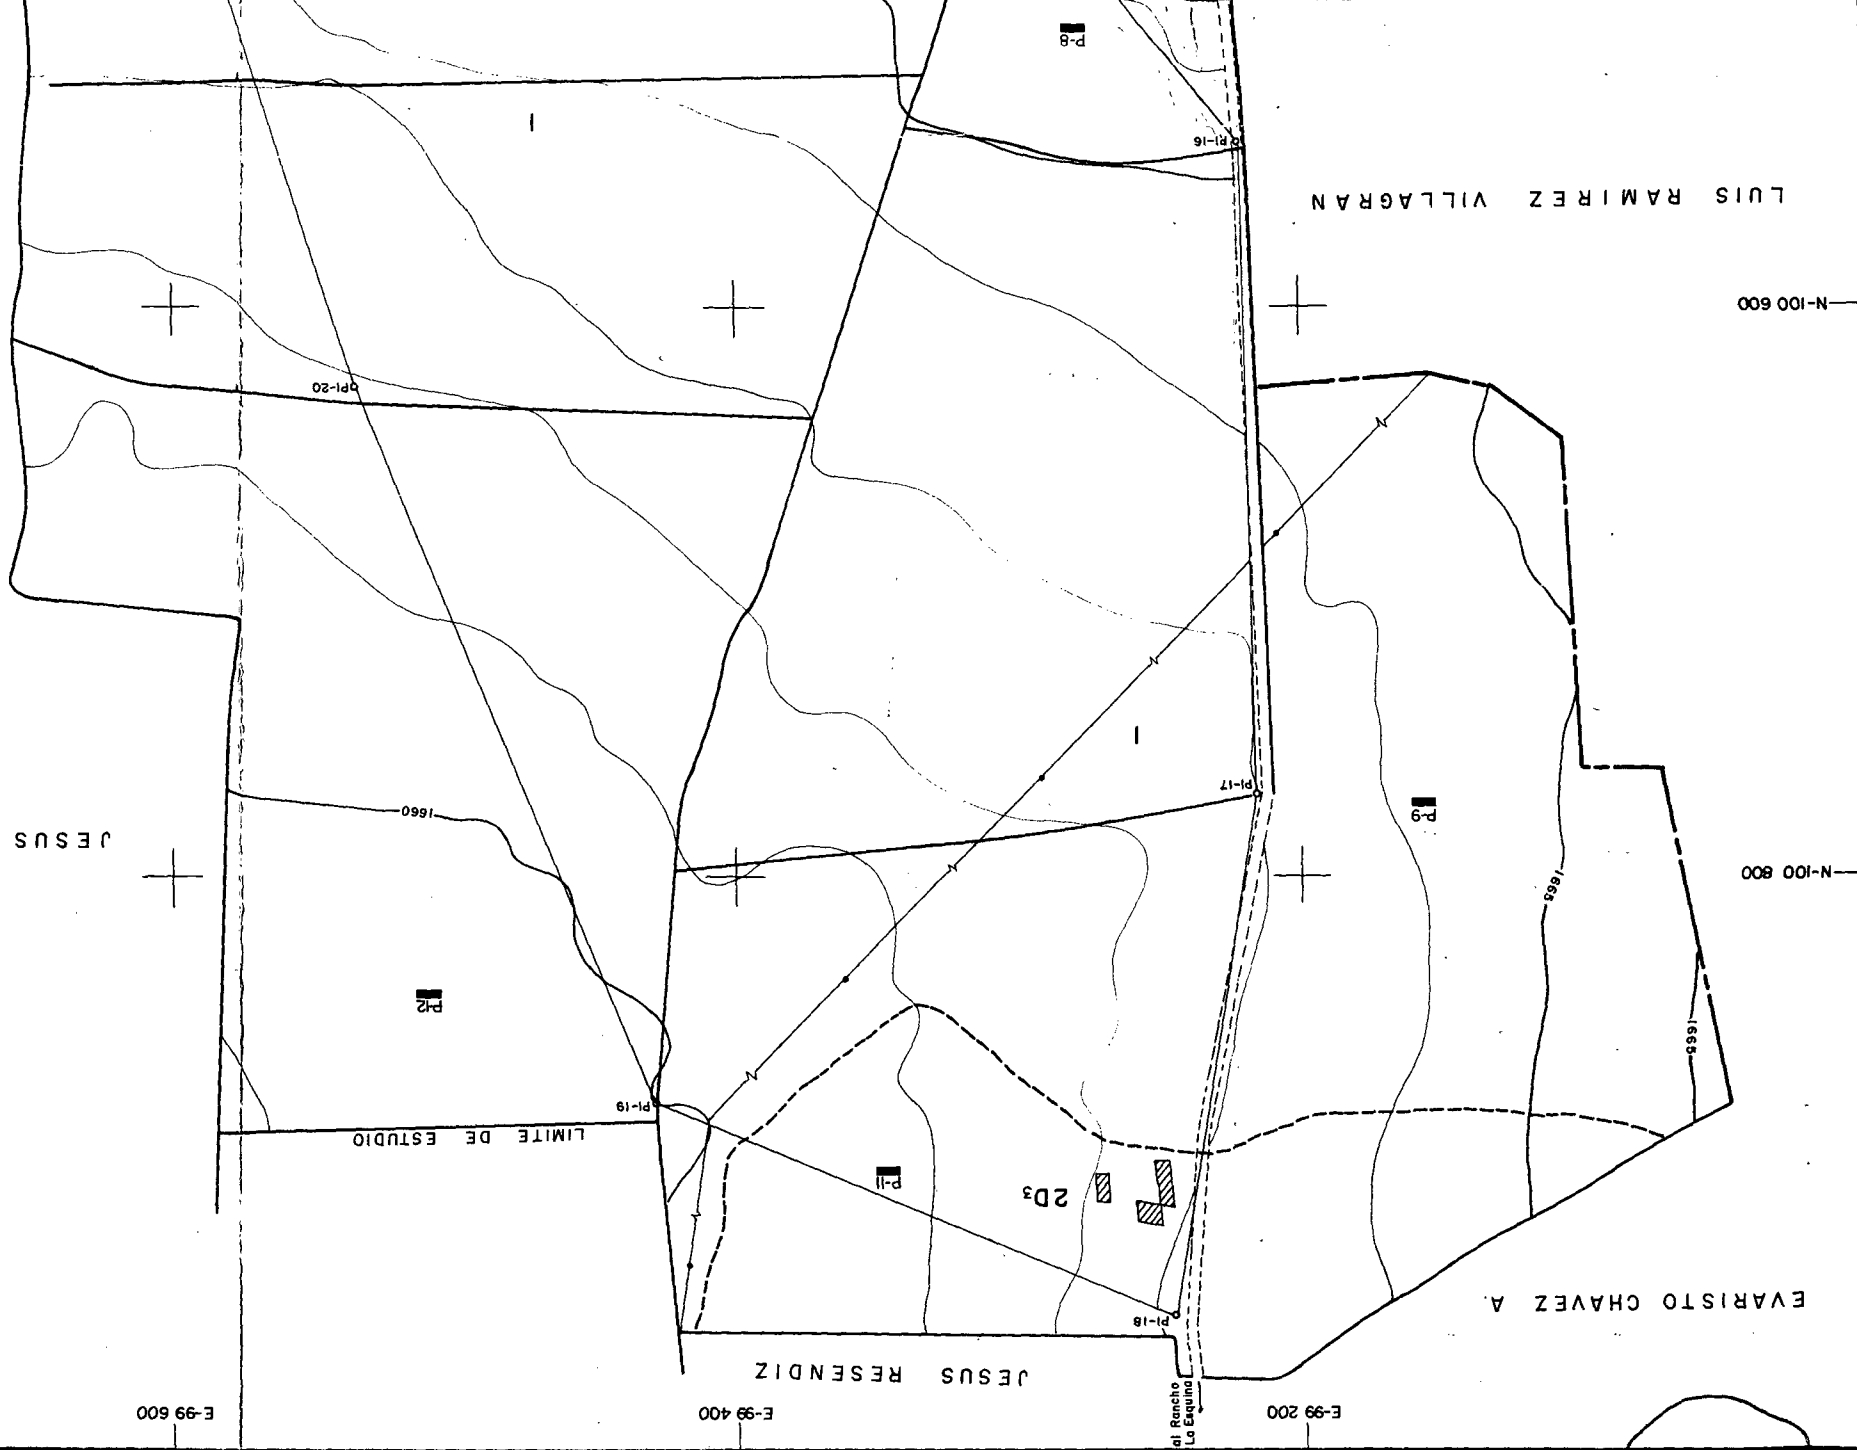 E-99 200
E-99 400
E-99 600
al Rancho
La Esquina
JESUS RESENDIZ
EVARISTO CHAVEZ A.
PI-18
2D3
P-11
LIMITE DE ESTUDIO
PI-19
1665
P-12
N-100 800
1665
JESUS
P-9
1660
PI-17
I
PI-20
N-100 600
LUIS RAMIREZ VILLAGRAN
PI-16
I
P-8